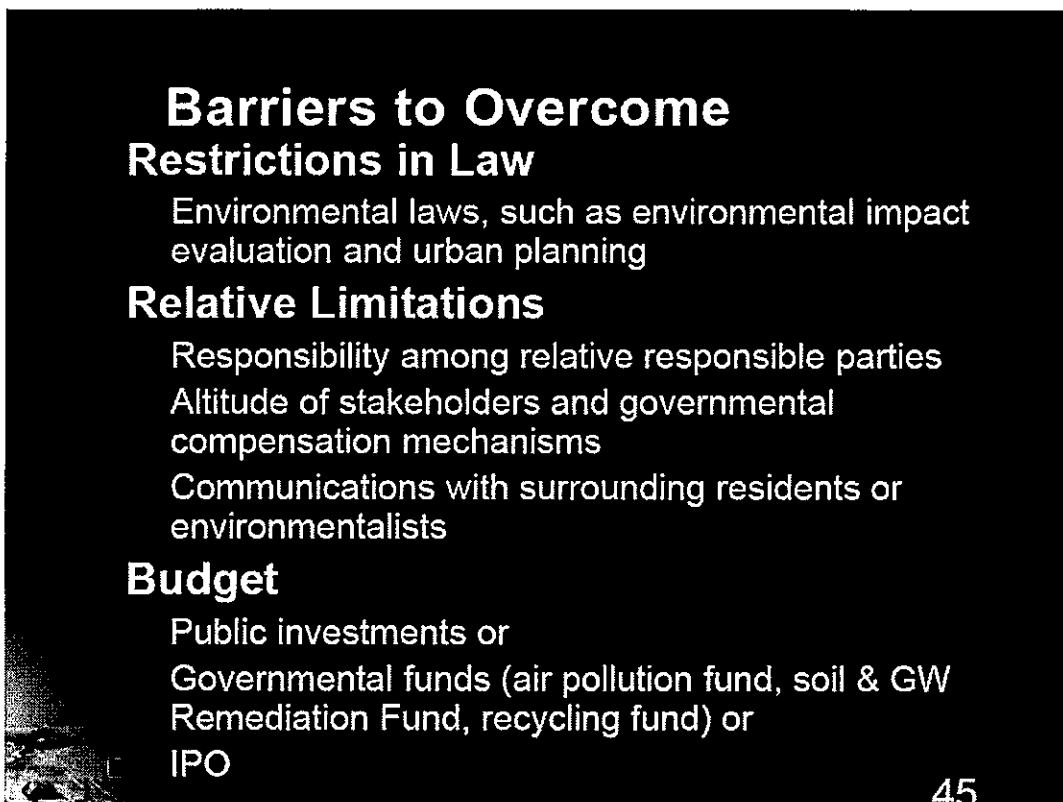 Barriers to Overcome
Restrictions in Law
Environmental laws, such as environmental impact
evaluation and urban planning
Relative Limitations
Responsibility among relative responsible parties
Altitude of stakeholders and governmental
compensation mechanisms
Communications with surrounding residents or
environmentalists
Budget
Public investments or
Governmental funds (air pollution fund, soil & GW
Remediation Fund, recycling fund) or
IPO
45